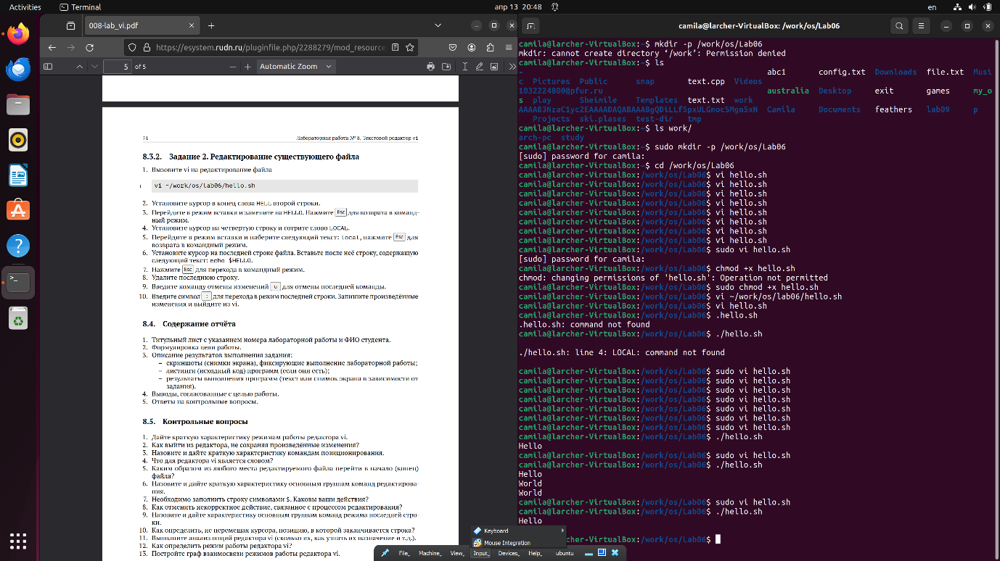 Activities
Terminal
апр 13 20:48
en
008-lab_vi.pdf
https://esystem.rudn.ru/pluginfile.php/2288279/mod_resource
5 of 5
Automatic Zoom
74 Лабораторная работа № 8. Текстовой редактор vi
8.3.2. Задание 2. Редактирование существующего файла
1. Вызовите vi на редактирование файла
1 vi ~/work/os/lab06/hello.sh
2. Установите курсор в конец слова HELL второй строки.
3. Перейдите в режим вставки и замените на HELLO. Нажмите Esc для возврата в команд-
ный режим.
4. Установите курсор на четвертую строку и сотрите слово LOCAL.
5. Перейдите в режим вставки и наберите следующий текст: local, нажмите Esc для
возврата в командный режим.
6. Установите курсор на последней строке файла. Вставьте после неё строку, содержащую
следующий текст: echo $HELLO.
7. Нажмите Esc для перехода в командный режим.
8. Удалите последнюю строку.
9. Введите команду отмены изменений u для отмены последней команды.
10. Введите символ : для перехода в режим последней строки. Запишите произведённые
изменения и выйдите из vi.
8.4. Содержание отчёта
1. Титульный лист с указанием номера лабораторной работы и ФИО студента.
2. Формулировка цели работы.
3. Описание результатов выполнения задания:
– скриншоты (снимки экрана), фиксирующие выполнение лабораторной работы;
– листинги (исходный код) программ (если они есть);
– результаты выполнения программ (текст или снимок экрана в зависимости от
задания).
4. Выводы, согласованные с целью работы.
5. Ответы на контрольные вопросы.
8.5. Контрольные вопросы
1. Дайте краткую характеристику режимам работы редактора vi.
2. Как выйти из редактора, не сохраняя произведённые изменения?
3. Назовите и дайте краткую характеристику командам позиционирования.
4. Что для редактора vi является словом?
5. Каким образом из любого места редактируемого файла перейти в начало (конец)
файла?
6. Назовите и дайте краткую характеристику основным группам команд редактирова-
ния.
7. Необходимо заполнить строку символами $. Каковы ваши действия?
8. Как отменить некорректное действие, связанное с процессом редактирования?
9. Назовите и дайте характеристику основным группам команд режима последней стро-
ки.
10. Как определить, не перемещая курсора, позицию, в которой заканчивается строка?
11. Выполните анализ опций редактора vi (сколько их, как узнать их назначение и т.д.).
12. Как определить режим работы редактора vi?
13. Постройте граф взаимосвязи режимов работы редактора vi.
camila@larcher-VirtualBox: /work/os/Lab06
camila@larcher-VirtualBox:~$ mkdir -p /work/os/Lab06
mkdir: cannot create directory ‘/work’: Permission denied
camila@larcher-VirtualBox:~$ ls
- abc1 config.txt Downloads file.txt Musi
c Pictures Public snap text.cpp Videos
1032224800@pfur.ru australia Desktop exit games my_o
s play Sheinile Templates text.txt work
AAAAB3NzaC1yc2EAAAADAQABAAABgQDiLLf5pxULGnoc5Mgn5xN Camila Documents feathers lab09 p
Projects ski.plases test-dir tmp
camila@larcher-VirtualBox:~$ ls work/
arch-pc study
camila@larcher-VirtualBox:~$ sudo mkdir -p /work/os/Lab06
[sudo] password for camila:
camila@larcher-VirtualBox:~$ cd /work/os/Lab06
camila@larcher-VirtualBox:/work/os/Lab06$ vi hello.sh
camila@larcher-VirtualBox:/work/os/Lab06$ vi hello.sh
camila@larcher-VirtualBox:/work/os/Lab06$ vi hello.sh
camila@larcher-VirtualBox:/work/os/Lab06$ vi hello.sh
camila@larcher-VirtualBox:/work/os/Lab06$ vi hello.sh
camila@larcher-VirtualBox:/work/os/Lab06$ vi hello.sh
camila@larcher-VirtualBox:/work/os/Lab06$ vi hello.sh
camila@larcher-VirtualBox:/work/os/Lab06$ vi hello.sh
camila@larcher-VirtualBox:/work/os/Lab06$ sudo vi hello.sh
[sudo] password for camila:
camila@larcher-VirtualBox:/work/os/Lab06$ chmod +x hello.sh
chmod: changing permissions of 'hello.sh': Operation not permitted
camila@larcher-VirtualBox:/work/os/Lab06$ sudo chmod +x hello.sh
camila@larcher-VirtualBox:/work/os/Lab06$ vi ~/work/os/lab06/hello.sh
camila@larcher-VirtualBox:/work/os/Lab06$ vi hello.sh
camila@larcher-VirtualBox:/work/os/Lab06$ .hello.sh
.hello.sh: command not found
camila@larcher-VirtualBox:/work/os/Lab06$ ./hello.sh
./hello.sh: line 4: LOCAL: command not found
camila@larcher-VirtualBox:/work/os/Lab06$ sudo vi hello.sh
camila@larcher-VirtualBox:/work/os/Lab06$ sudo vi hello.sh
camila@larcher-VirtualBox:/work/os/Lab06$ sudo vi hello.sh
camila@larcher-VirtualBox:/work/os/Lab06$ sudo vi hello.sh
camila@larcher-VirtualBox:/work/os/Lab06$ sudo vi hello.sh
camila@larcher-VirtualBox:/work/os/Lab06$ sudo vi hello.sh
camila@larcher-VirtualBox:/work/os/Lab06$ sudo vi hello.sh
camila@larcher-VirtualBox:/work/os/Lab06$ ./hello.sh
Hello
camila@larcher-VirtualBox:/work/os/Lab06$ sudo vi hello.sh
camila@larcher-VirtualBox:/work/os/Lab06$ ./hello.sh
Hello
World
World
camila@larcher-VirtualBox:/work/os/Lab06$ sudo vi hello.sh
camila@larcher-VirtualBox:/work/os/Lab06$ ./hello.sh
Hello
cher-VirtualBox:/work/os/Lab06$
Keyboard
Mouse Integration
File Machine View Input Devices Help ubuntu